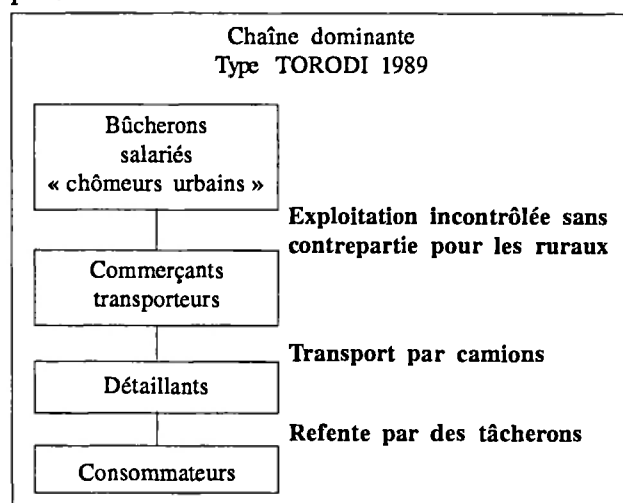 Chaîne dominante
Type TORODI 1989
Bûcherons
salariés
« chômeurs urbains »
Exploitation incontrôlée sans
contrepartie pour les ruraux
Commerçants
transporteurs
Transport par camions
Détaillants
Refente par des tâcherons
Consommateurs